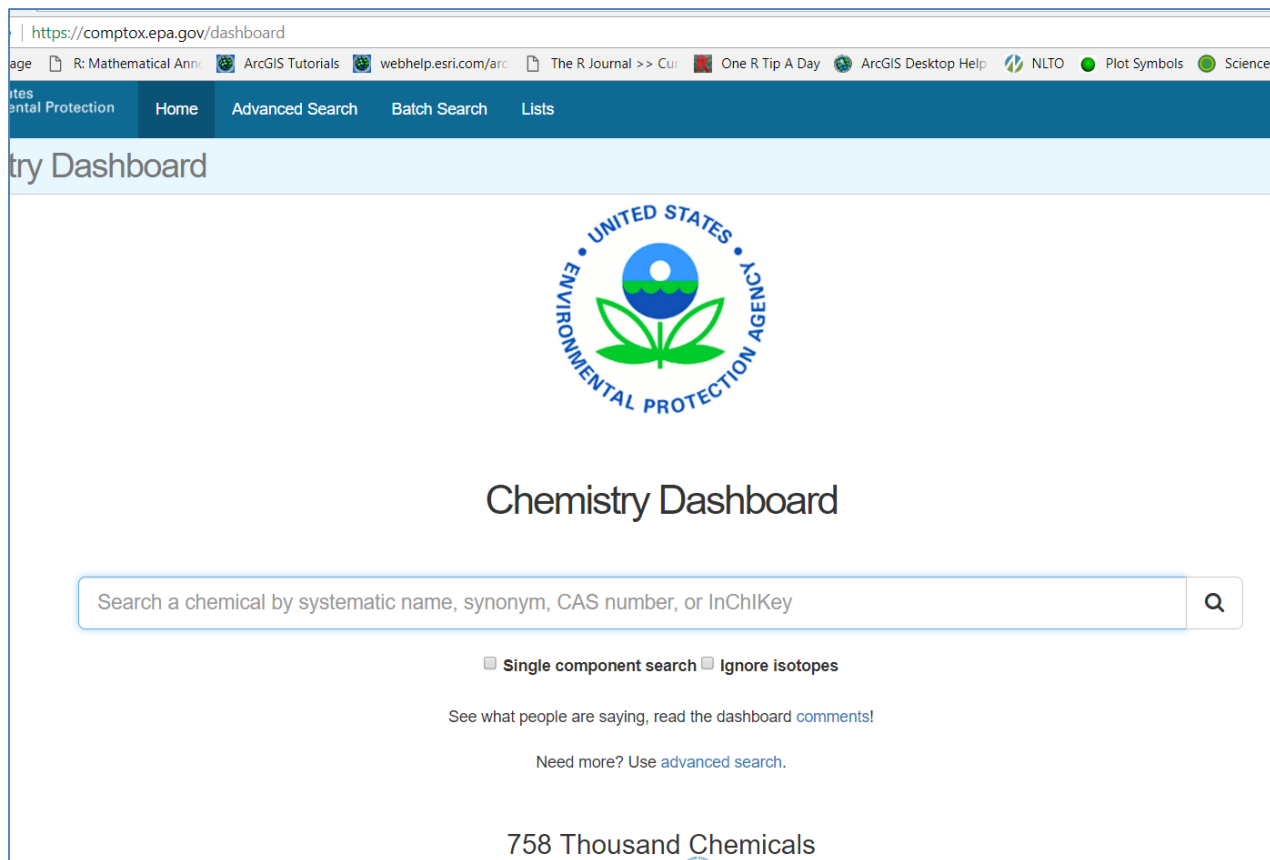 https://comptox.epa.gov/dashboard
age R: Mathematical Anno ArcGIS Tutorials webhelp.esri.com/arc The R Journal >> Cur One R Tip A Day ArcGIS Desktop Help NLTO Plot Symbols Science
ates
ental Protection Home Advanced Search Batch Search Lists
try Dashboard
UNITED STATES
ENVIRONMENTAL PROTECTION AGENCY
Chemistry Dashboard
Search a chemical by systematic name, synonym, CAS number, or InChIKey
Single component search Ignore isotopes
See what people are saying, read the dashboard comments!
Need more? Use advanced search.
758 Thousand Chemicals